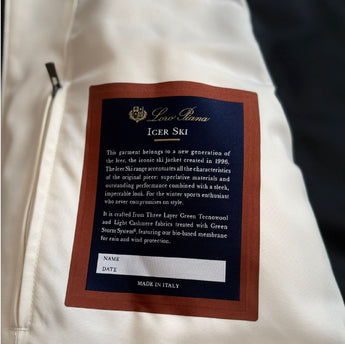 Loro Piana
ICER SKI
This garment belongs to a new generation of
the Icer, the iconic ski jacket created in 1996.
The Icer Ski range accentuates all the characteristics
of the original piece: superlative materials and
outstanding performance combined with a sleek,
impeccable look. For the winter sports enthusiast
who never compromises on style.
It is crafted from Three Layer Green Tecnowool
and Light Cashmere fabrics treated with Green
Storm System®, featuring our bio-based membrane
for rain and wind protection.
NAME
DATE
MADE IN ITALY